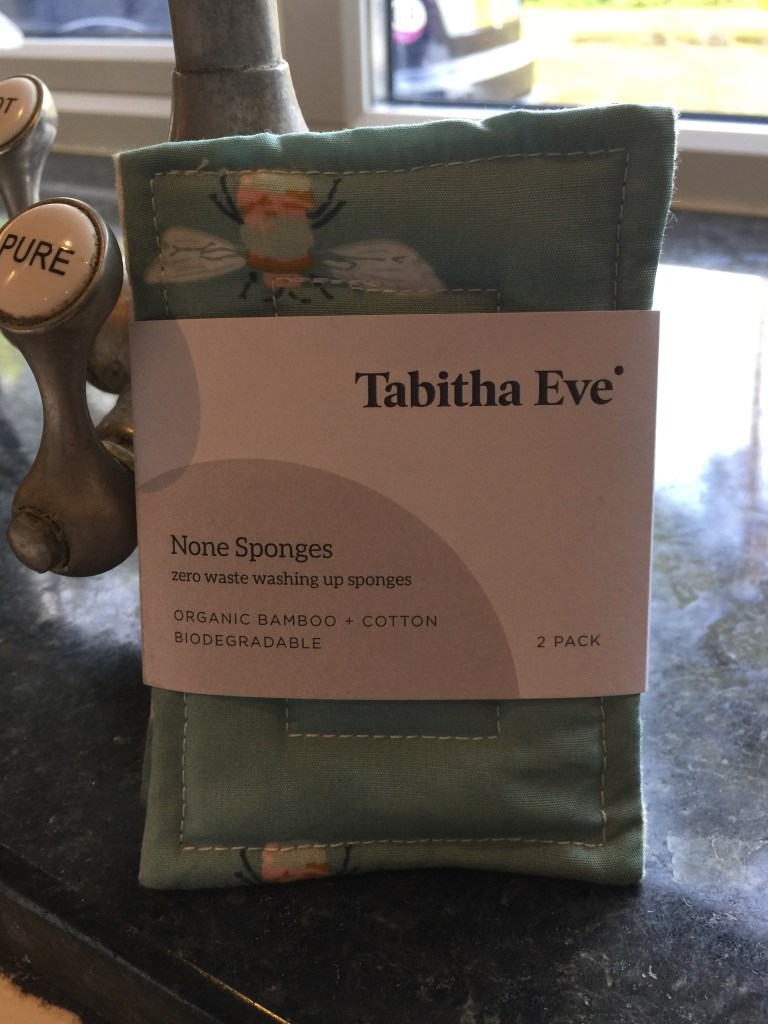 PURE
Tabitha Eve
None Sponges
zero waste washing up sponges
ORGANIC BAMBOO + COTTON
BIODEGRADABLE
2 PACK